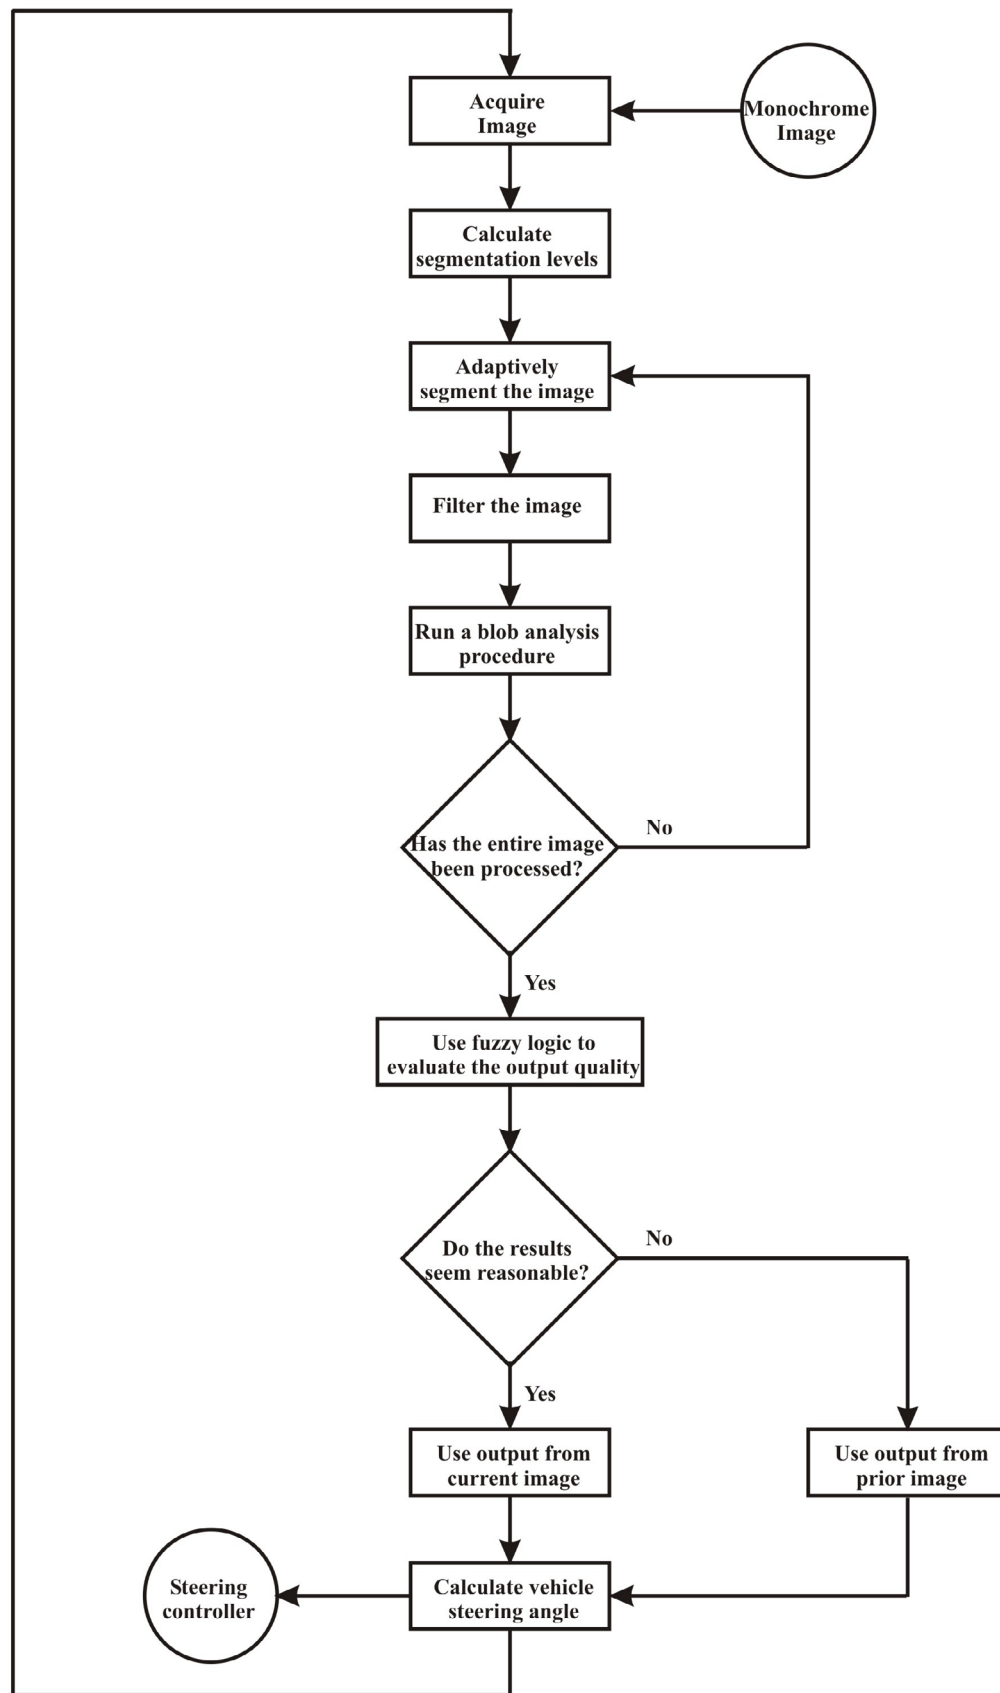 Acquire
Image
Monochrome
Image
Calculate
segmentation levels
Adaptively
segment the image
Filter the image
Run a blob analysis
procedure
Has the entire image
been processed?
No
Yes
Use fuzzy logic to
evaluate the output quality
Do the results
seem reasonable?
No
Yes
Use output from
current image
Use output from
prior image
Steering
controller
Calculate vehicle
steering angle